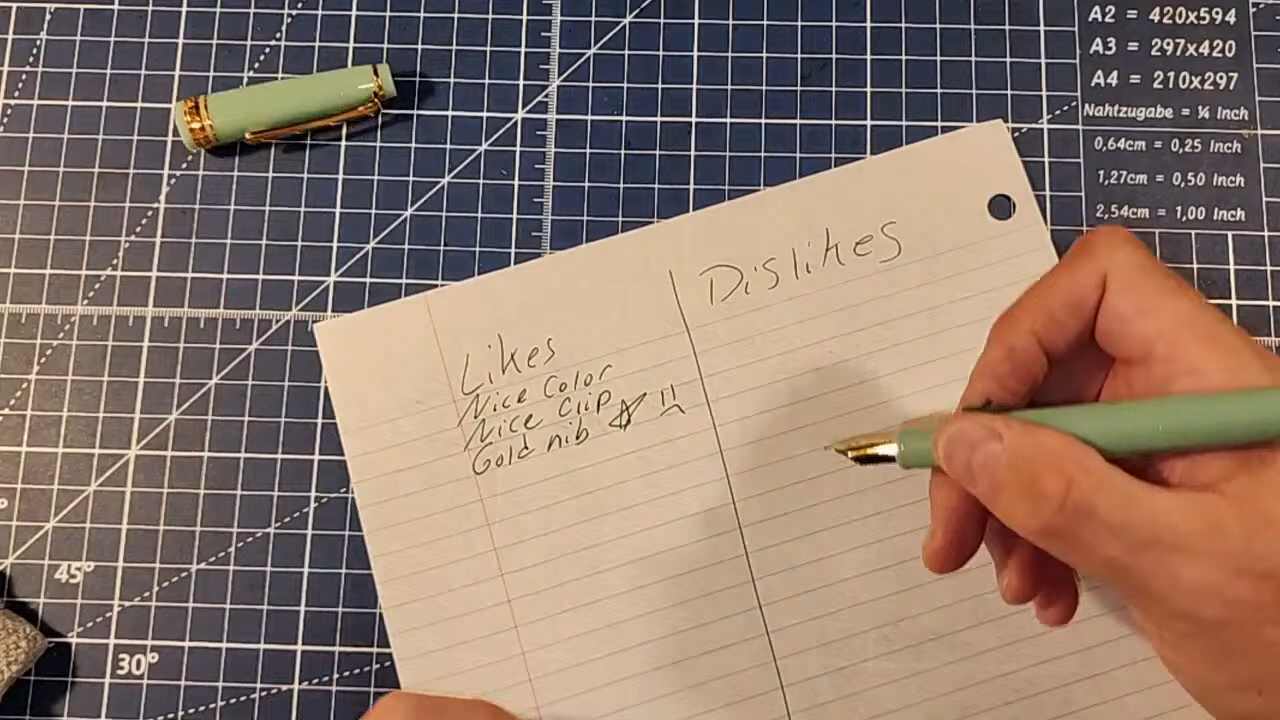 A2 = 420x594
A3 = 297x420
A4 = 210x297
Nahtzugabe = ¼ Inch
0,64cm = 0,25 Inch
1,27cm = 0,50 Inch
2,54cm = 1,00 Inch
Dislikes
Likes
Nice Color
Nice Clip
Gold nib
45°
30°